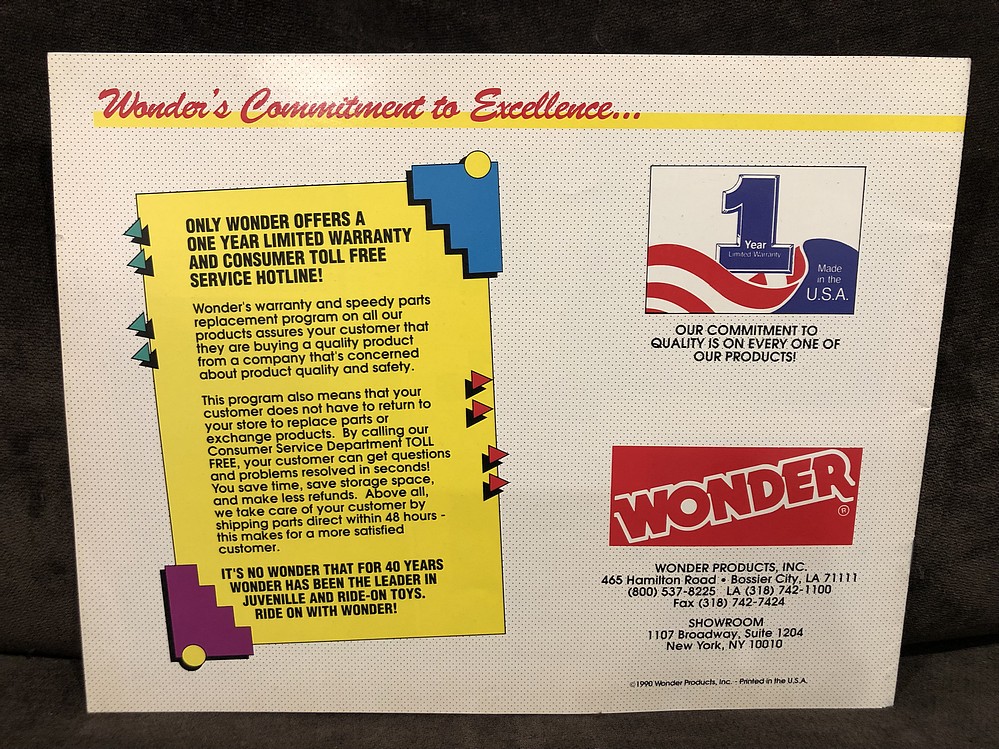 Wonder's Commitment to Excellence...
ONLY WONDER OFFERS A
ONE YEAR LIMITED WARRANTY
AND CONSUMER TOLL FREE
SERVICE HOTLINE!
Wonder's warranty and speedy parts
replacement program on all our
products assures your customer that
they are buying a quality product
from a company that's concerned
about product quality and safety.
This program also means that your
customer does not have to return to
your store to replace parts or
exchange products. By calling our
Consumer Service Department TOLL
FREE, your customer can get questions
and problems resolved in seconds!
You save time, save storage space,
and make less refunds. Above all,
we take care of your customer by
shipping parts direct within 48 hours -
this makes for a more satisfied
customer.
IT'S NO WONDER THAT FOR 40 YEARS
WONDER HAS BEEN THE LEADER IN
JUVENILLE AND RIDE-ON TOYS.
RIDE ON WITH WONDER!
1
Year
Limited Warranty
Made
in the
U.S.A.
OUR COMMITMENT TO
QUALITY IS ON EVERY ONE OF
OUR PRODUCTS!
WONDER®
WONDER PRODUCTS, INC.
465 Hamilton Road • Bossier City, LA 71111
(800) 537-8225 LA (318) 742-1100
Fax (318) 742-7424
SHOWROOM
1107 Broadway, Suite 1204
New York, NY 10010
©1990 Wonder Products, Inc. - Printed in the U.S.A.